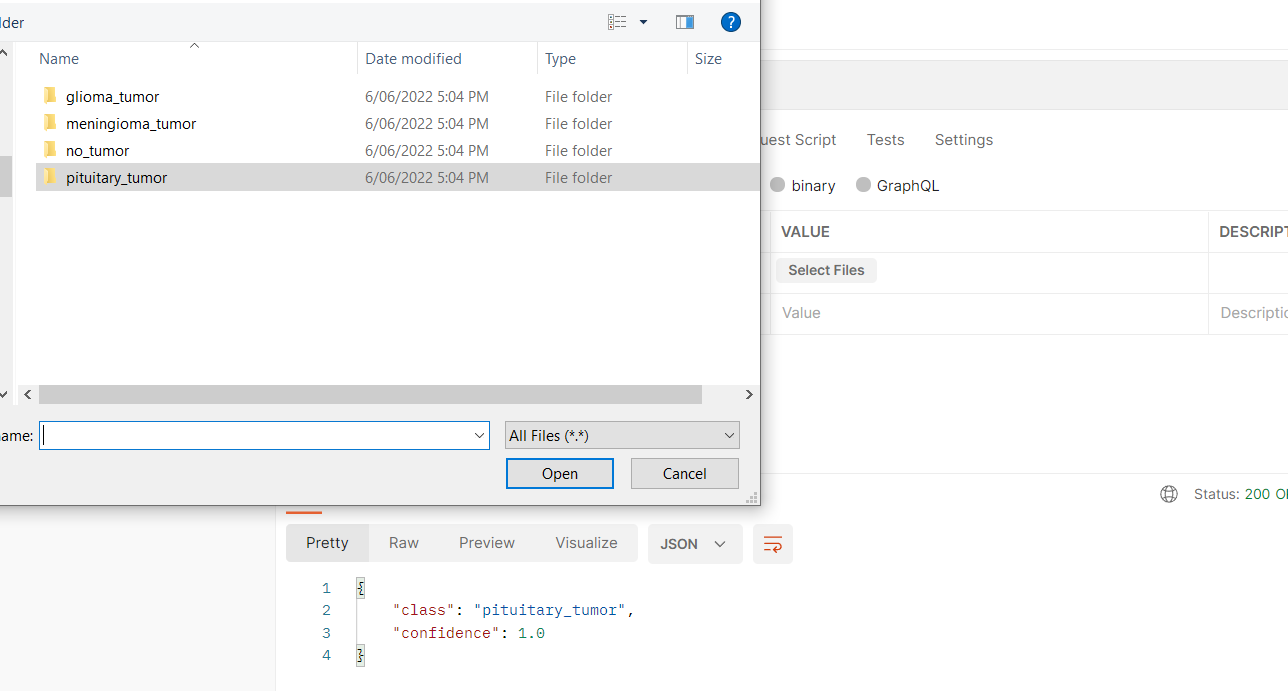 lder
Name Date modified Type Size
glioma_tumor 6/06/2022 5:04 PM File folder
meningioma_tumor 6/06/2022 5:04 PM File folder
no_tumor 6/06/2022 5:04 PM File folder
pituitary_tumor 6/06/2022 5:04 PM File folder
ame: All Files (*.*)
Open Cancel
uest Script Tests Settings
binary GraphQL
VALUE DESCRIPT
Select Files
Value Descriptio
Status: 200 O
Pretty Raw Preview Visualize JSON
1 {
2 "class": "pituitary_tumor",
3 "confidence": 1.0
4 }